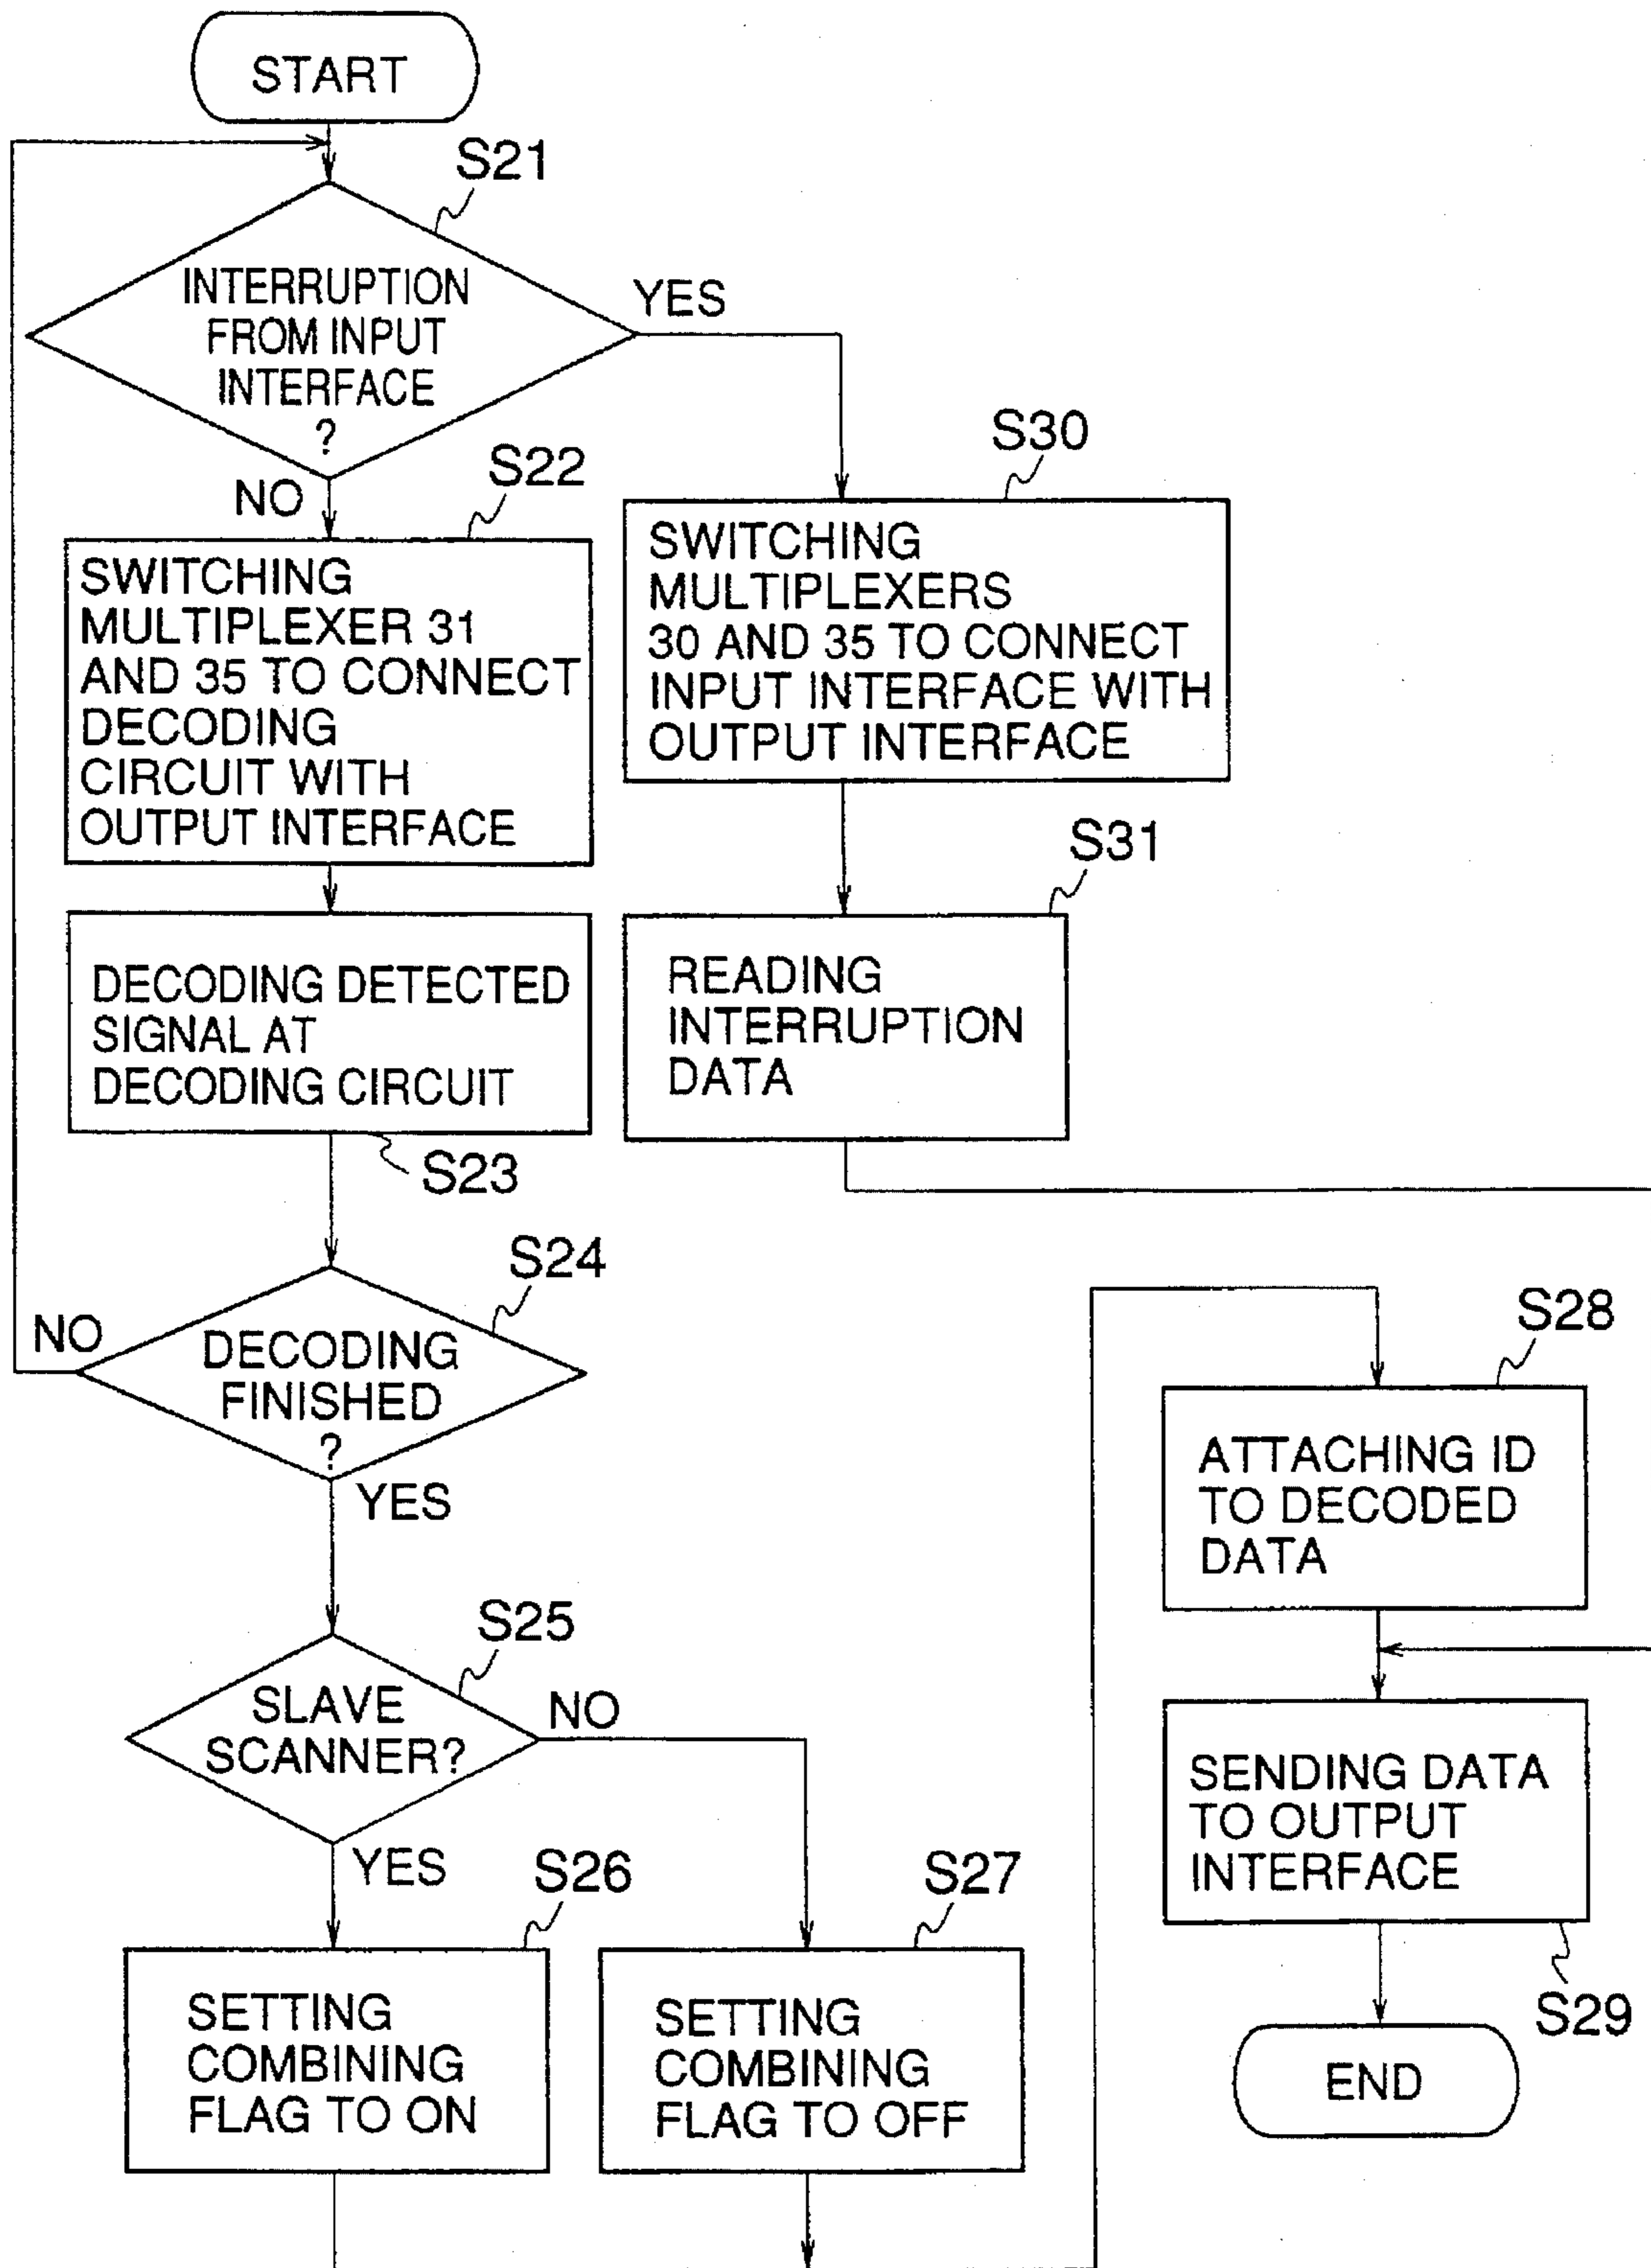 START
S21
INTERRUPTION
FROM INPUT
INTERFACE
?
YES
NO
S22
SWITCHING
MULTIPLEXER 31
AND 35 TO CONNECT
DECODING
CIRCUIT WITH
OUTPUT INTERFACE
S30
SWITCHING
MULTIPLEXERS
30 AND 35 TO CONNECT
INPUT INTERFACE WITH
OUTPUT INTERFACE
DECODING DETECTED
SIGNAL AT
DECODING CIRCUIT
S23
S31
READING
INTERRUPTION
DATA
S24
NO
DECODING
FINISHED
?
YES
S25
SLAVE
SCANNER?
NO
YES
S26
SETTING
COMBINING
FLAG TO ON
S27
SETTING
COMBINING
FLAG TO OFF
S28
ATTACHING ID
TO DECODED
DATA
SENDING DATA
TO OUTPUT
INTERFACE
S29
END